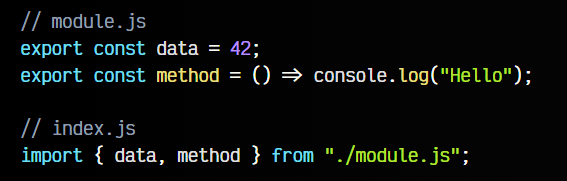 // module.js
export const data = 42;
export const method = () => console.log("Hello");
// index.js
import { data, method } from "./module.js";